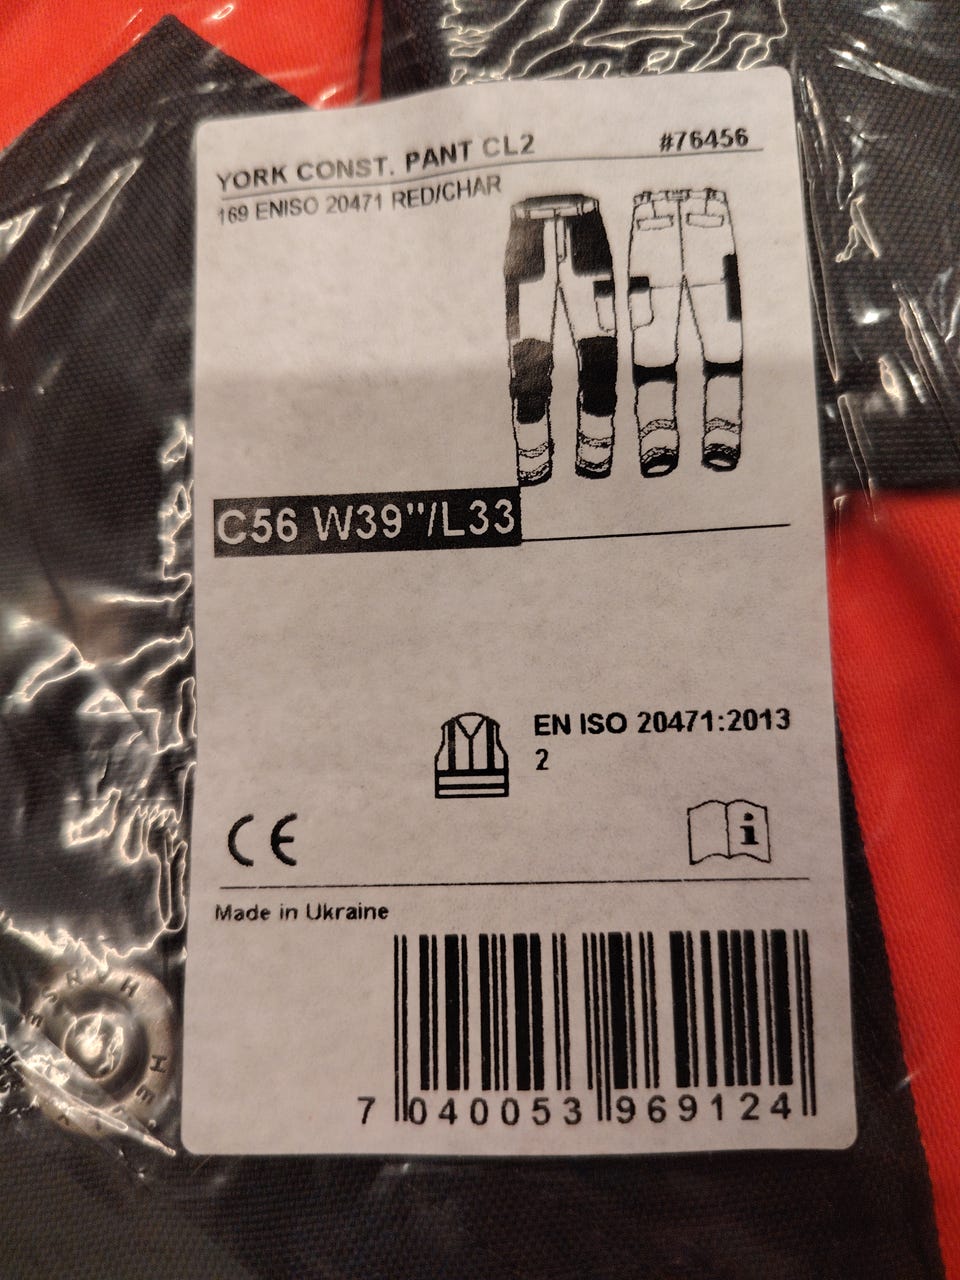 YORK CONST. PANT CL2 #76456
169 ENISO 20471 RED/CHAR
C56 W39"/L33
EN ISO 20471:2013
2
CE
i
Made in Ukraine
7 040053 969124